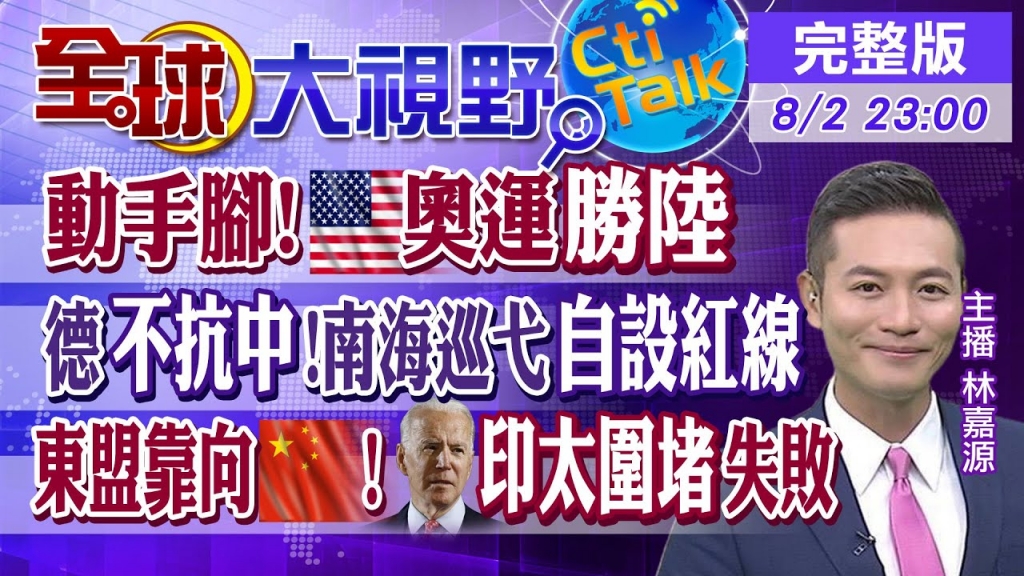 全球大視野
Cti
Talk
完整版
8/2 23:00
動手腳!奧運勝陸
德不抗中!南海巡弋自設紅線
東盟靠向!印太圍堵失敗
主播 林嘉源